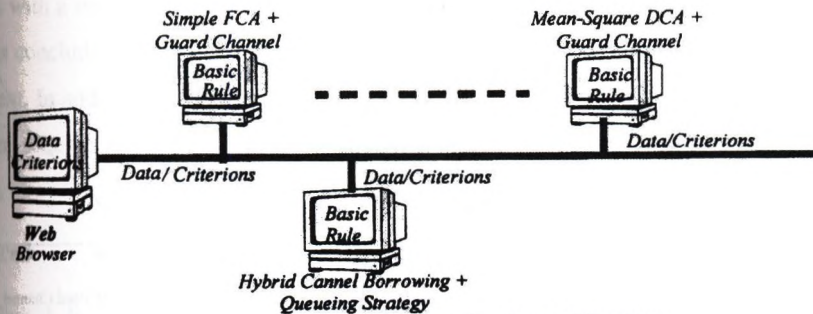 Simple FCA +
Guard Channel
Mean-Square DCA +
Guard Channel
Basic
Rule
Basic
Rule
Data
Criterions
Data/ Criterions
Data/Criterions
Data/Criterions
Web
Browser
Basic
Rule
Hybrid Cannel Borrowing +
Queueing Strategy